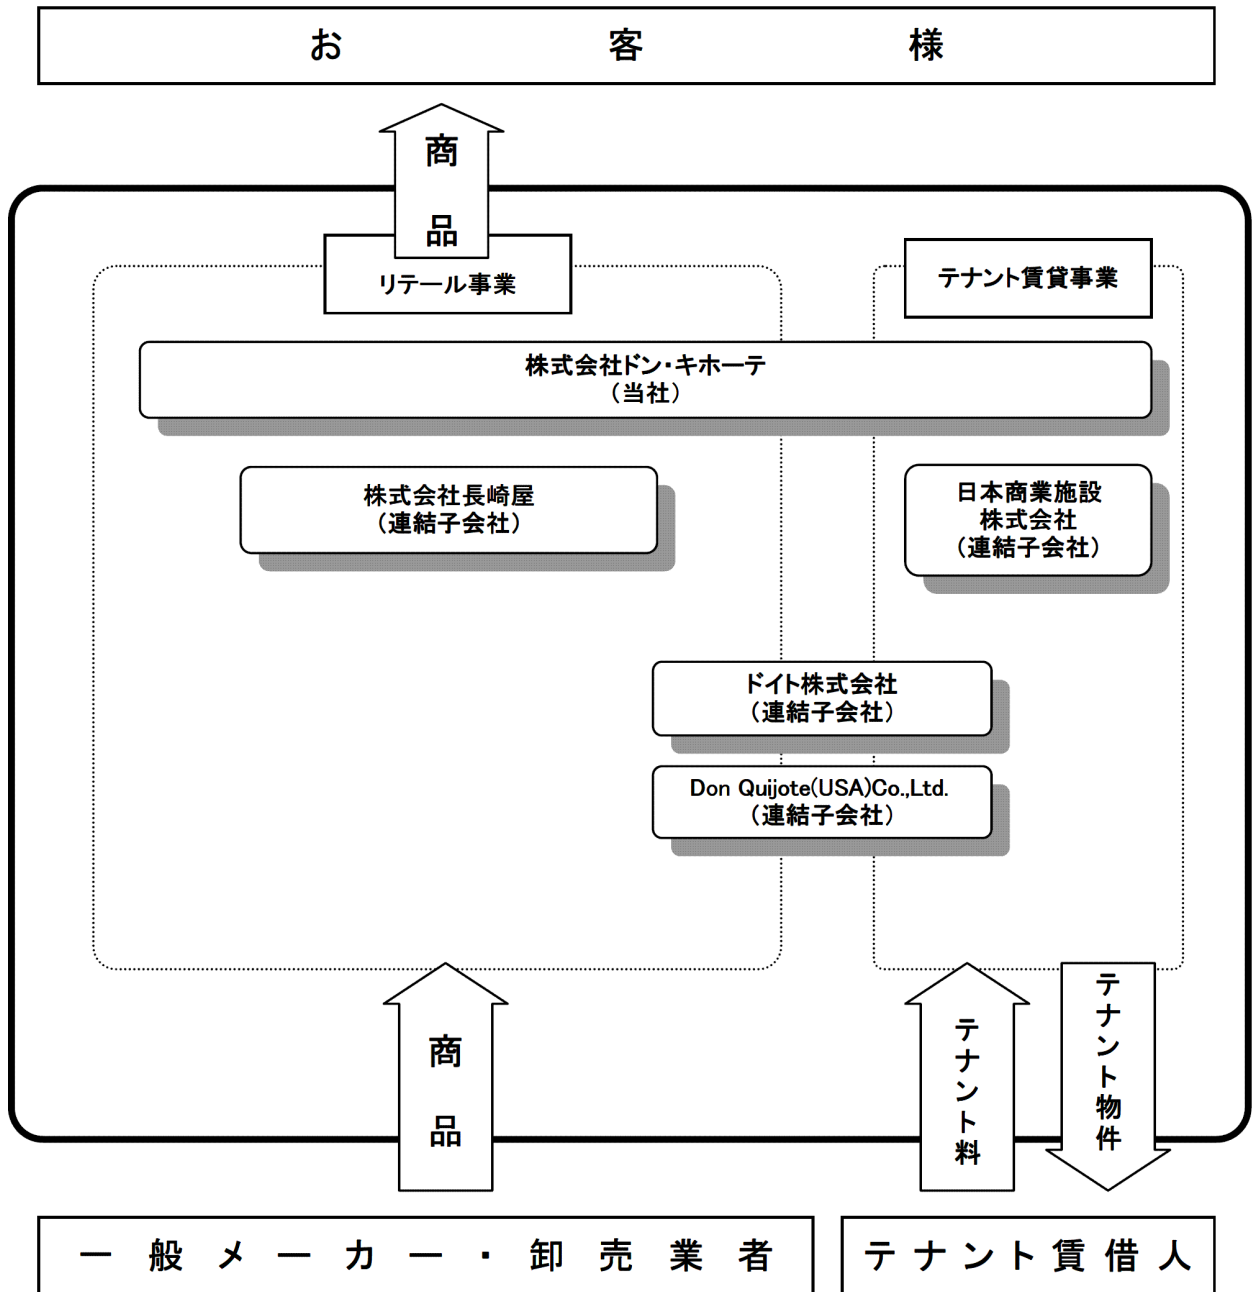 お客様
商品
リテール事業
テナント賃貸事業
株式会社ドン・キホーテ
（当社）
株式会社長崎屋
（連結子会社）
日本商業施設
株式会社
（連結子会社）
ドイト株式会社
（連結子会社）
Don Quijote(USA)Co.,Ltd.
（連結子会社）
商品
テナント料
テナント物件
一般メーカー・卸売業者
テナント賃借人